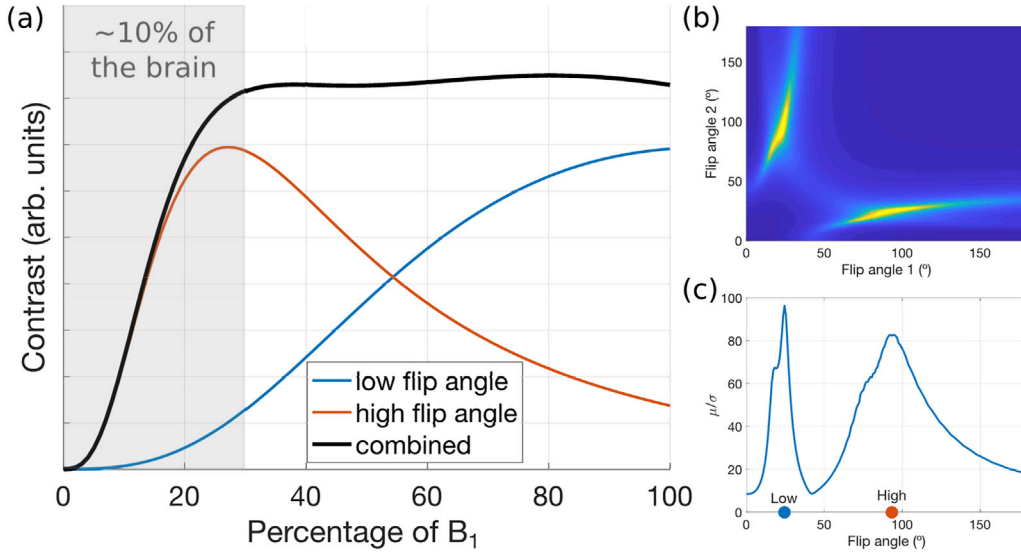 (a)
~10% of
the brain
Contrast (arb. units)
low flip angle
high flip angle
combined
0
20
40
60
80
100
Percentage of B1
(b)
Flip angle 2 (º)
150
100
50
0
0
50
100
150
Flip angle 1 (º)
(c)
μ/σ
100
80
60
40
20
0
Low
High
0
50
100
150
Flip angle (º)